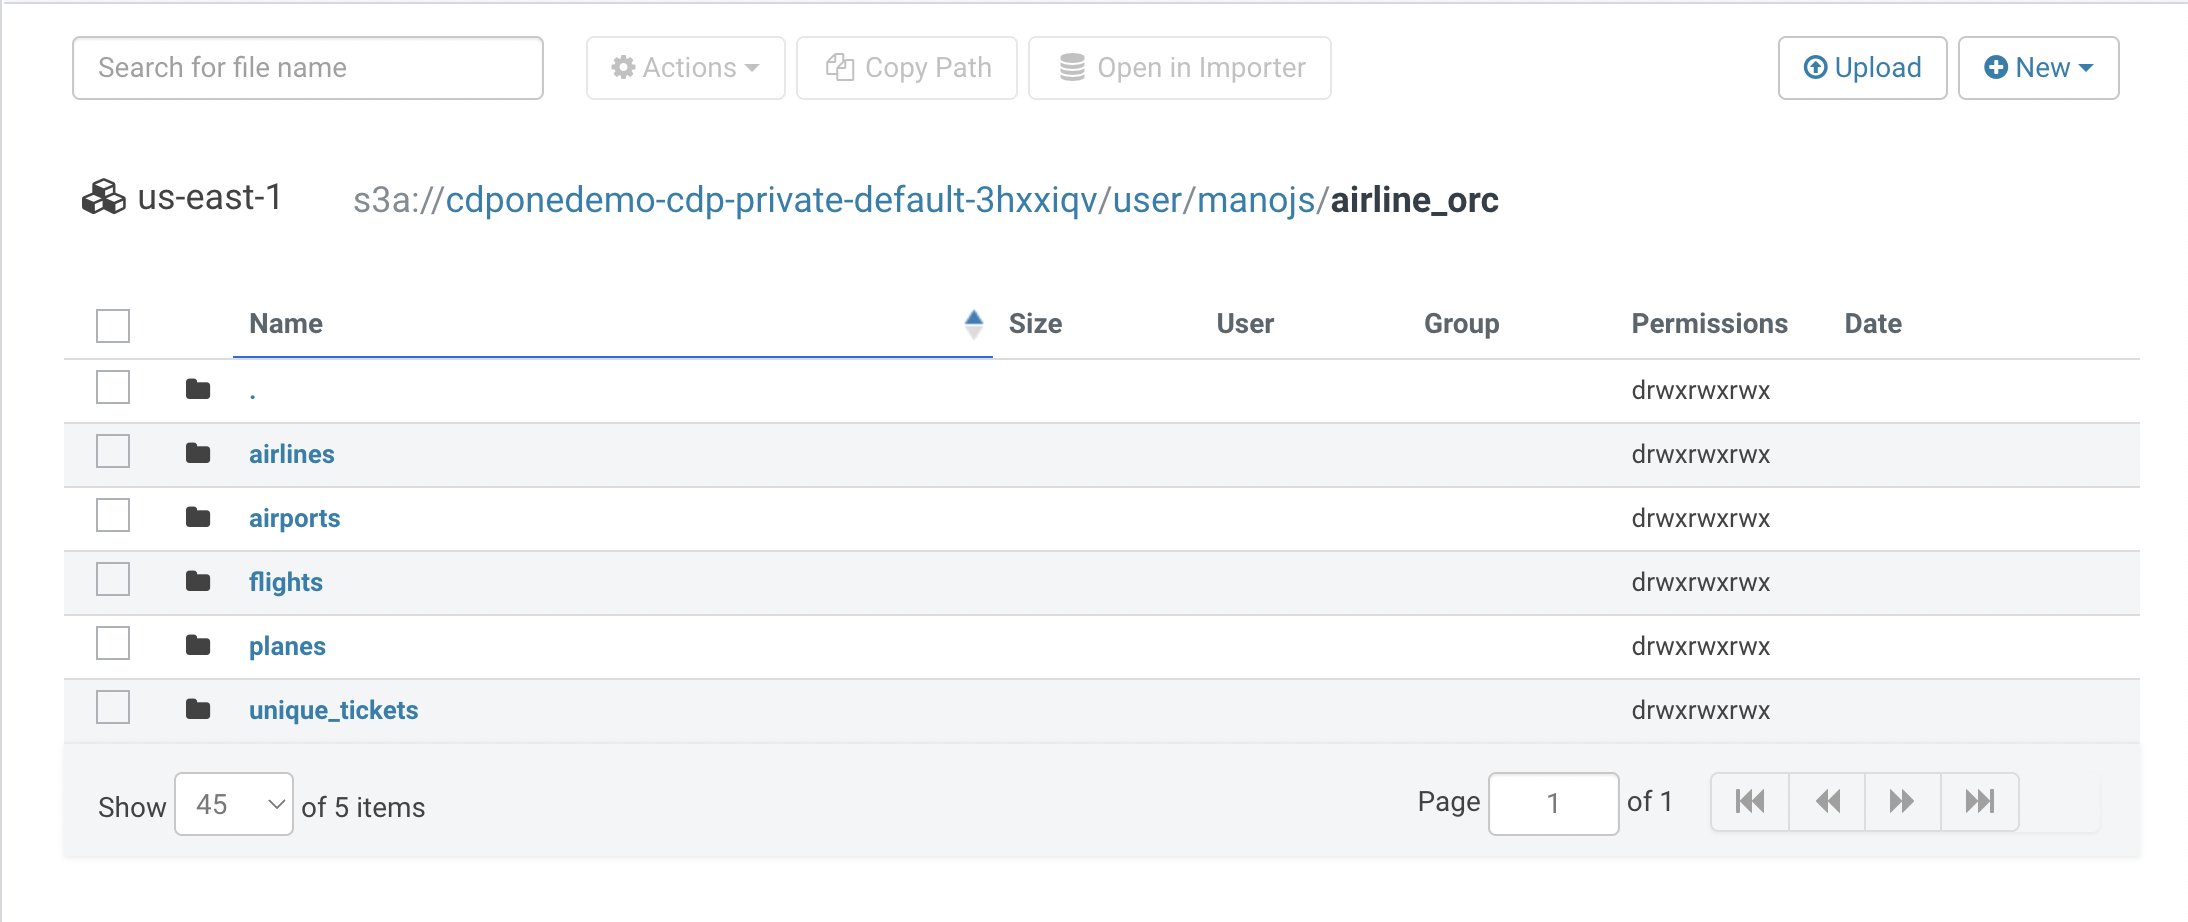 Search for file name Actions Copy Path Open in Importer Upload New
us-east-1 s3a://cdponedemo-cdp-private-default-3hxxiqv/user/manojs/airline_orc
Name Size User Group Permissions Date
. drwxrwxrwx
airlines drwxrwxrwx
airports drwxrwxrwx
flights drwxrwxrwx
planes drwxrwxrwx
unique_tickets drwxrwxrwx
Show 45 of 5 items Page 1 of 1